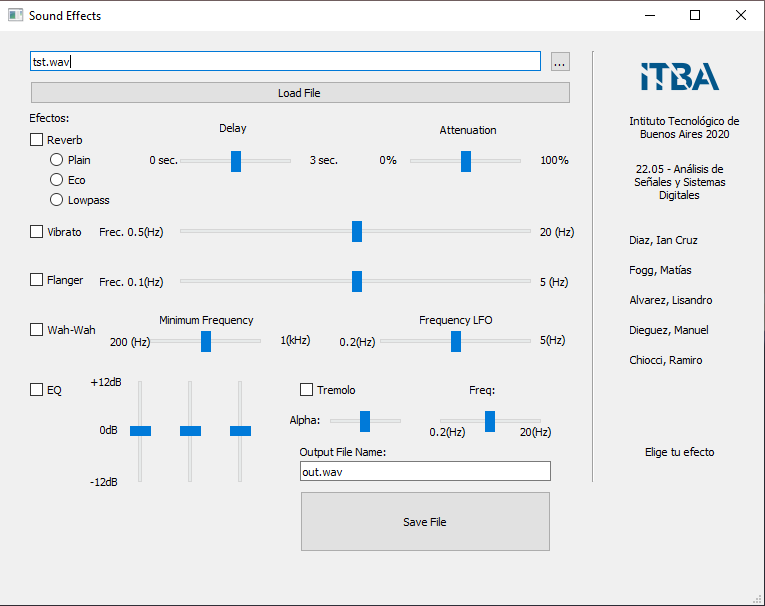 Sound Effects
tst.wav
...
Load File
Efectos:
Reverb
Plain
Eco
Lowpass
Delay
0 sec.
3 sec.
Attenuation
0%
100%
Vibrato
Frec. 0.5(Hz)
20 (Hz)
Flanger
Frec. 0.1(Hz)
5 (Hz)
Wah-Wah
Minimum Frequency
200 (Hz)
1(kHz)
Frequency LFO
0.2(Hz)
5(Hz)
EQ
+12dB
0dB
-12dB
Tremolo
Freq:
Alpha:
0.2(Hz)
20(Hz)
Output File Name:
out.wav
Save File
ITBA
Intituto Tecnológico de
Buenos Aires 2020
22.05 - Análisis de
Señales y Sistemas
Digitales
Diaz, Ian Cruz
Fogg, Matías
Alvarez, Lisandro
Dieguez, Manuel
Chiocci, Ramiro
Elige tu efecto